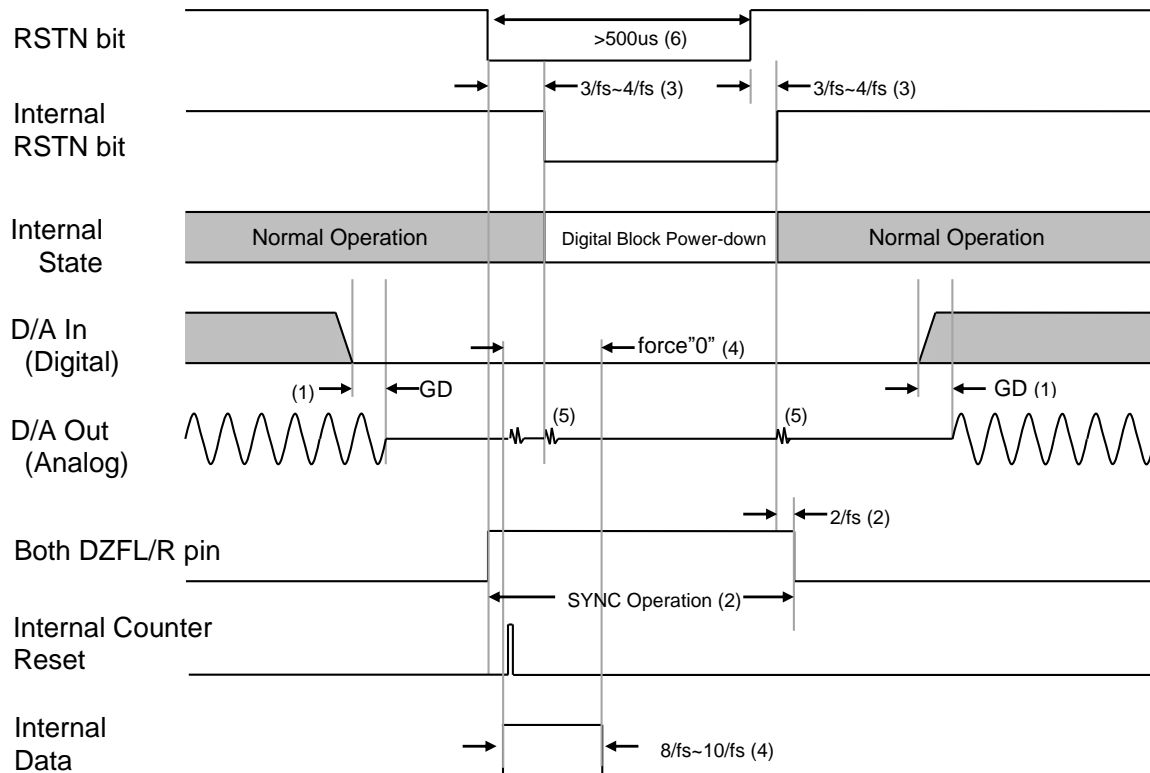 RSTN bit
>500us (6)
3/fs~4/fs (3)
3/fs~4/fs (3)
Internal
RSTN bit
Internal
State
Normal Operation
Digital Block Power-down
Normal Operation
D/A In
(Digital)
force”0” (4)
(1)
GD
GD (1)
D/A Out
(Analog)
(5)
(5)
2/fs (2)
Both DZFL/R pin
SYNC Operation (2)
Internal Counter
Reset
Internal
Data
8/fs~10/fs (4)